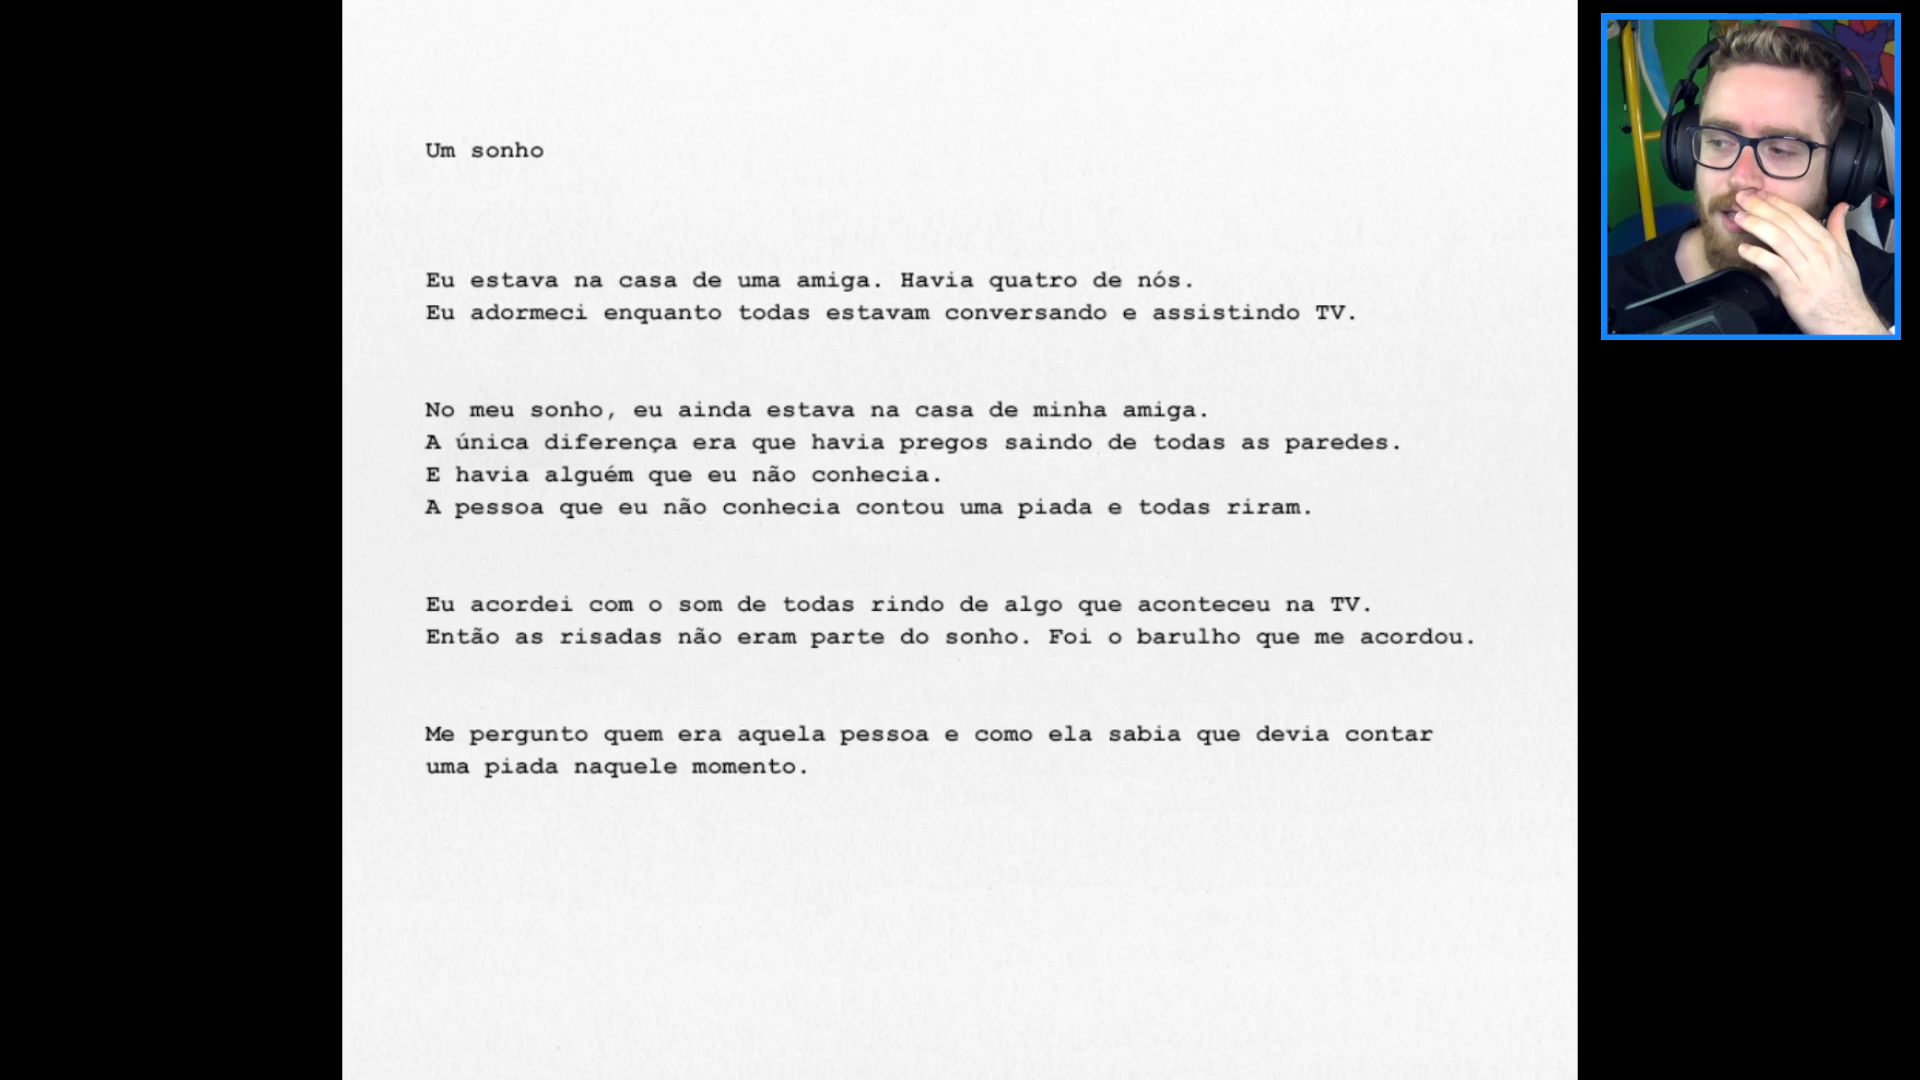 Um sonho
Eu estava na casa de uma amiga. Havia quatro de nós.
Eu adormeci enquanto todas estavam conversando e assistindo TV.
No meu sonho, eu ainda estava na casa de minha amiga.
A única diferença era que havia pregos saindo de todas as paredes.
E havia alguém que eu não conhecia.
A pessoa que eu não conhecia contou uma piada e todas riram.
Eu acordei com o som de todas rindo de algo que aconteceu na TV.
Então as risadas não eram parte do sonho. Foi o barulho que me acordou.
Me pergunto quem era aquela pessoa e como ela sabia que devia contar
uma piada naquele momento.